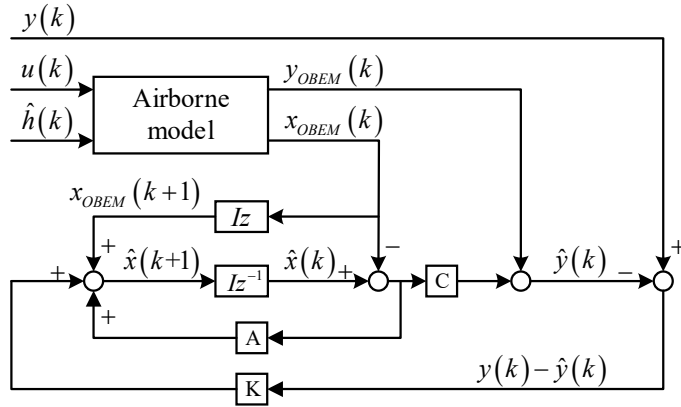 y(k)
u(k)
ĥ(k)
Airborne
model
y_OBEM(k)
x_OBEM(k)
x_OBEM(k+1)
Iz
+
−
+
x̂(k+1)
Iz⁻¹
x̂(k)
+
C
ŷ(k)
−
+
+
A
K
y(k)−ŷ(k)